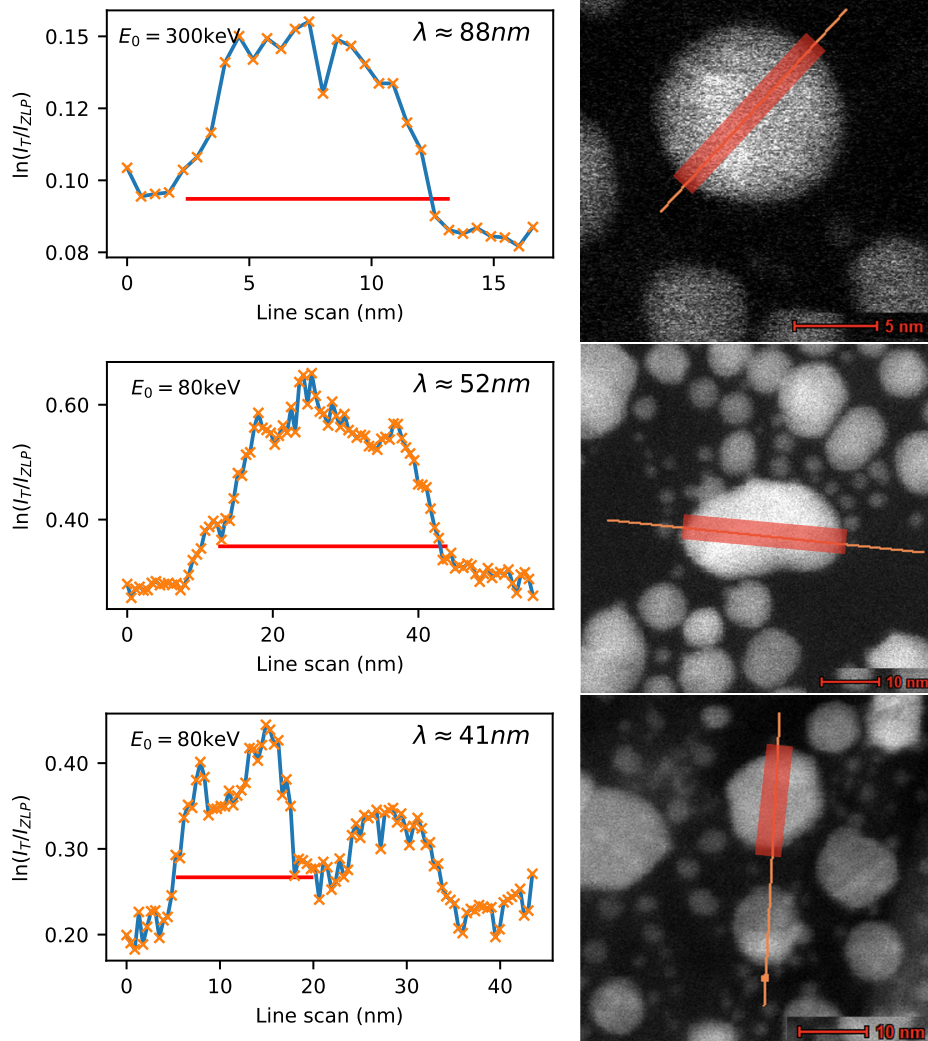 0.15
0.12
0.10
0.08
ln(I_T/I_ZLP)
E_0 = 300keV
λ ≈ 88nm
0 5 10 15
Line scan (nm)
5 nm
0.60
0.40
ln(I_T/I_ZLP)
E_0 = 80keV
λ ≈ 52nm
0 20 40
Line scan (nm)
10 nm
0.40
0.30
0.20
ln(I_T/I_ZLP)
E_0 = 80keV
λ ≈ 41nm
0 10 20 30 40
Line scan (nm)
10 nm